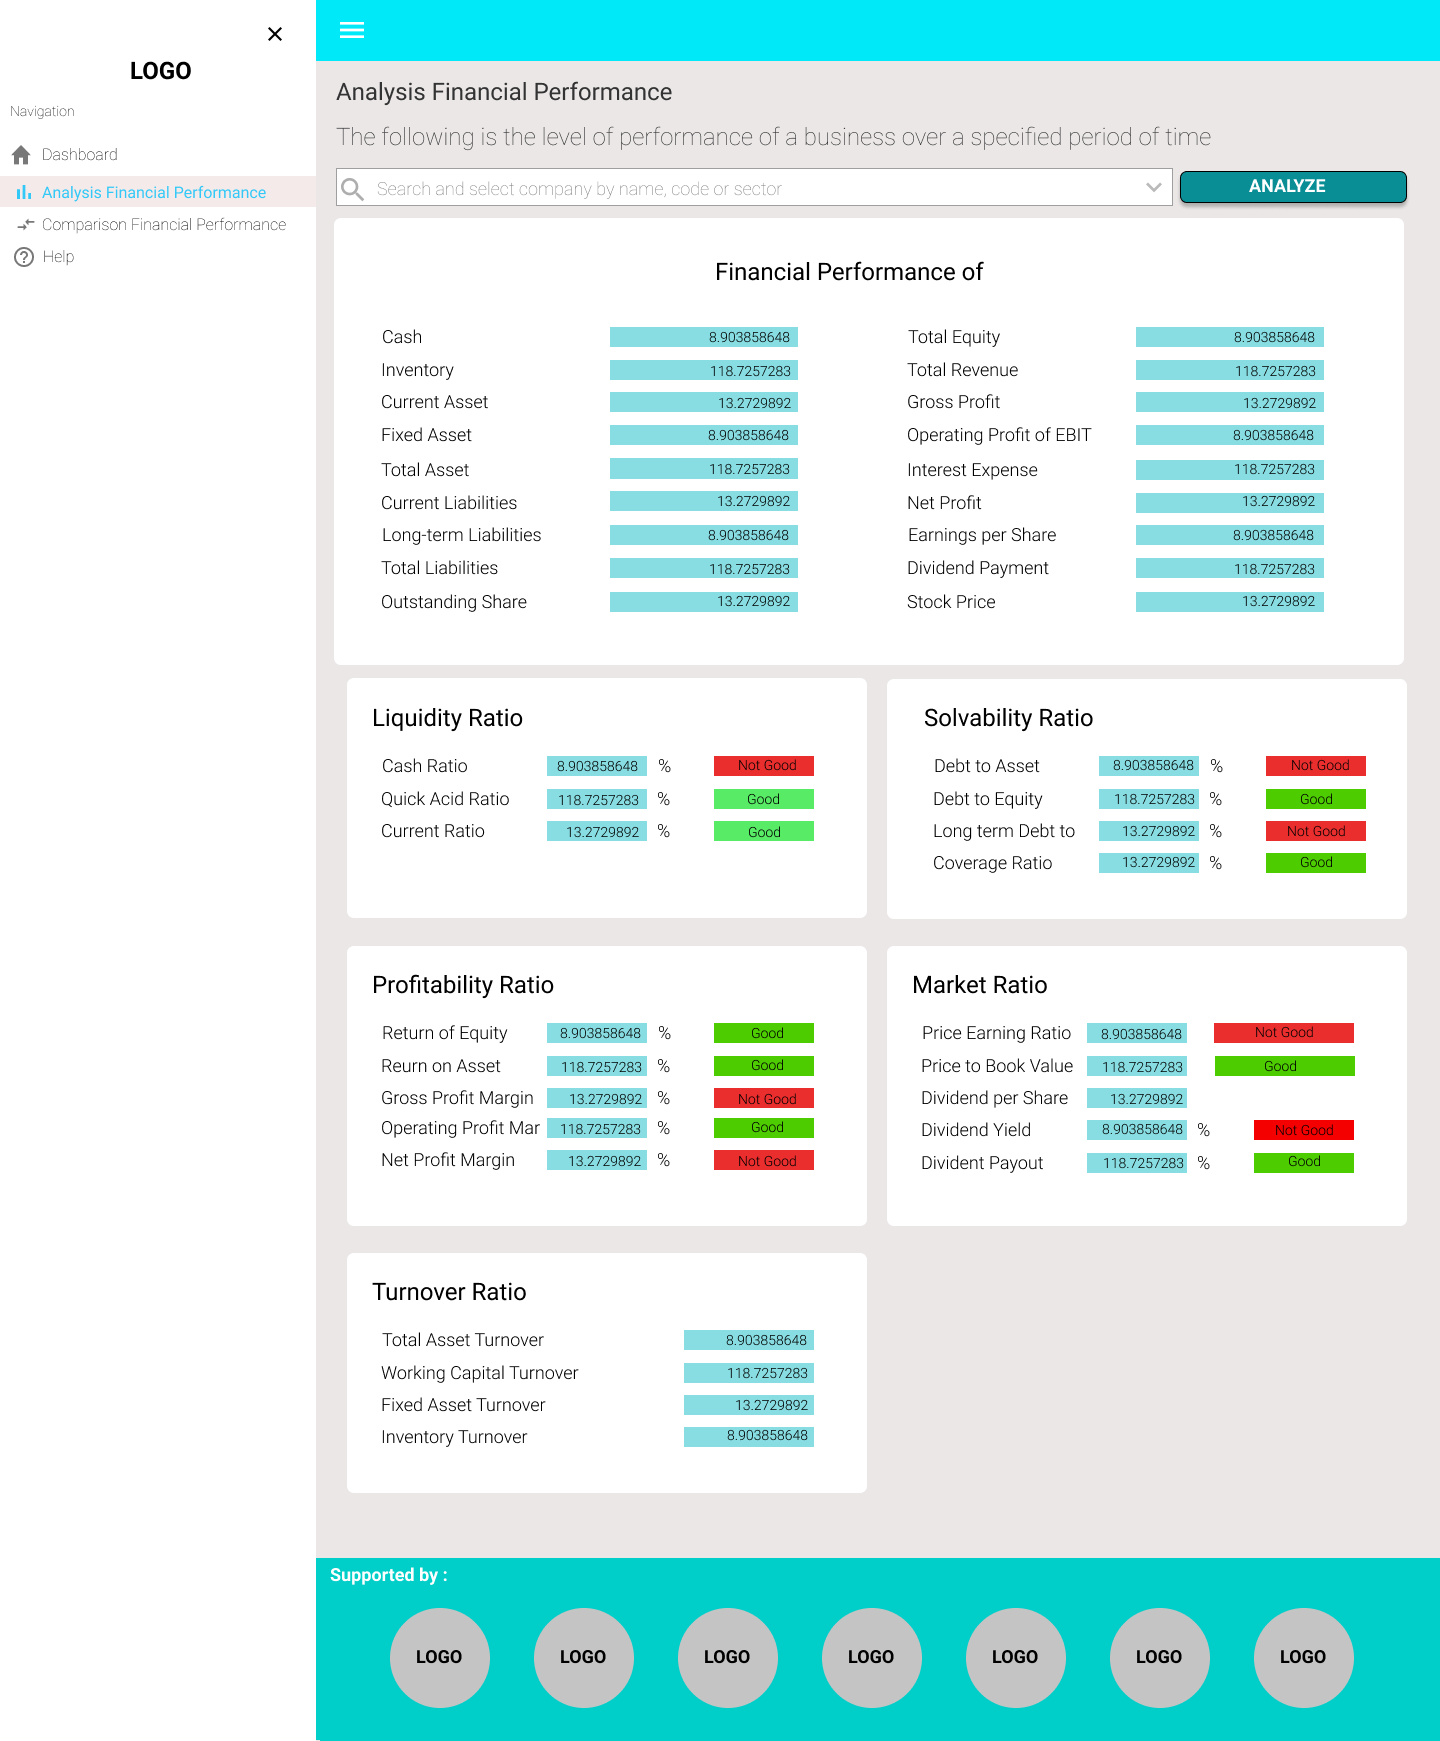 LOGO
Navigation
Dashboard
Analysis Financial Performance
Comparison Financial Performance
Help
Analysis Financial Performance
The following is the level of performance of a business over a specified period of time
Search and select company by name, code or sector
ANALYZE
Financial Performance of
Cash 8.903858648
Inventory 118.7257283
Current Asset 13.2729892
Fixed Asset 8.903858648
Total Asset 118.7257283
Current Liabilities 13.2729892
Long-term Liabilities 8.903858648
Total Liabilities 118.7257283
Outstanding Share 13.2729892
Total Equity 8.903858648
Total Revenue 118.7257283
Gross Profit 13.2729892
Operating Profit of EBIT 8.903858648
Interest Expense 118.7257283
Net Profit 13.2729892
Earnings per Share 8.903858648
Dividend Payment 118.7257283
Stock Price 13.2729892
Liquidity Ratio
Cash Ratio 8.903858648 % Not Good
Quick Acid Ratio 118.7257283 % Good
Current Ratio 13.2729892 % Good
Solvability Ratio
Debt to Asset 8.903858648 % Not Good
Debt to Equity 118.7257283 % Good
Long term Debt to 13.2729892 % Not Good
Coverage Ratio 13.2729892 % Good
Profitability Ratio
Return of Equity 8.903858648 % Good
Reurn on Asset 118.7257283 % Good
Gross Profit Margin 13.2729892 % Not Good
Operating Profit Mar 118.7257283 % Good
Net Profit Margin 13.2729892 % Not Good
Market Ratio
Price Earning Ratio 8.903858648 Not Good
Price to Book Value 118.7257283 Good
Dividend per Share 13.2729892
Dividend Yield 8.903858648 % Not Good
Divident Payout 118.7257283 % Good
Turnover Ratio
Total Asset Turnover 8.903858648
Working Capital Turnover 118.7257283
Fixed Asset Turnover 13.2729892
Inventory Turnover 8.903858648
Supported by :
LOGO LOGO LOGO LOGO LOGO LOGO LOGO